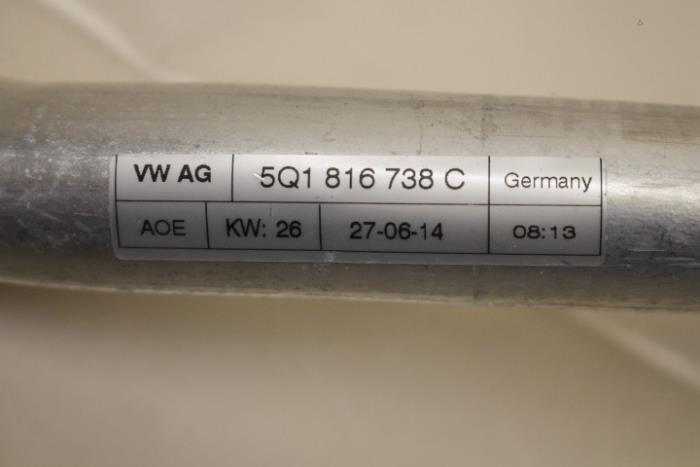 VW AG 5Q1 816 738 C Germany
AOE KW: 26 27-06-14 08:13